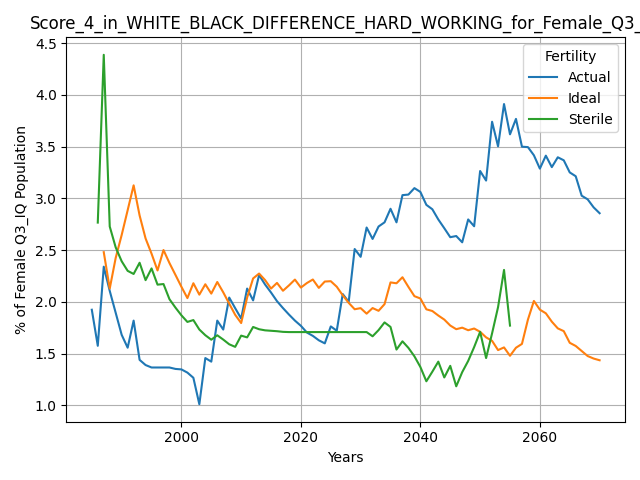 Score_4_in_WHITE_BLACK_DIFFERENCE_HARD_WORKING_for_Female_Q3_
Fertility
Actual
Ideal
Sterile
% of Female Q3_IQ Population
4.5
4.0
3.5
3.0
2.5
2.0
1.5
1.0
2000
2020
2040
2060
Years